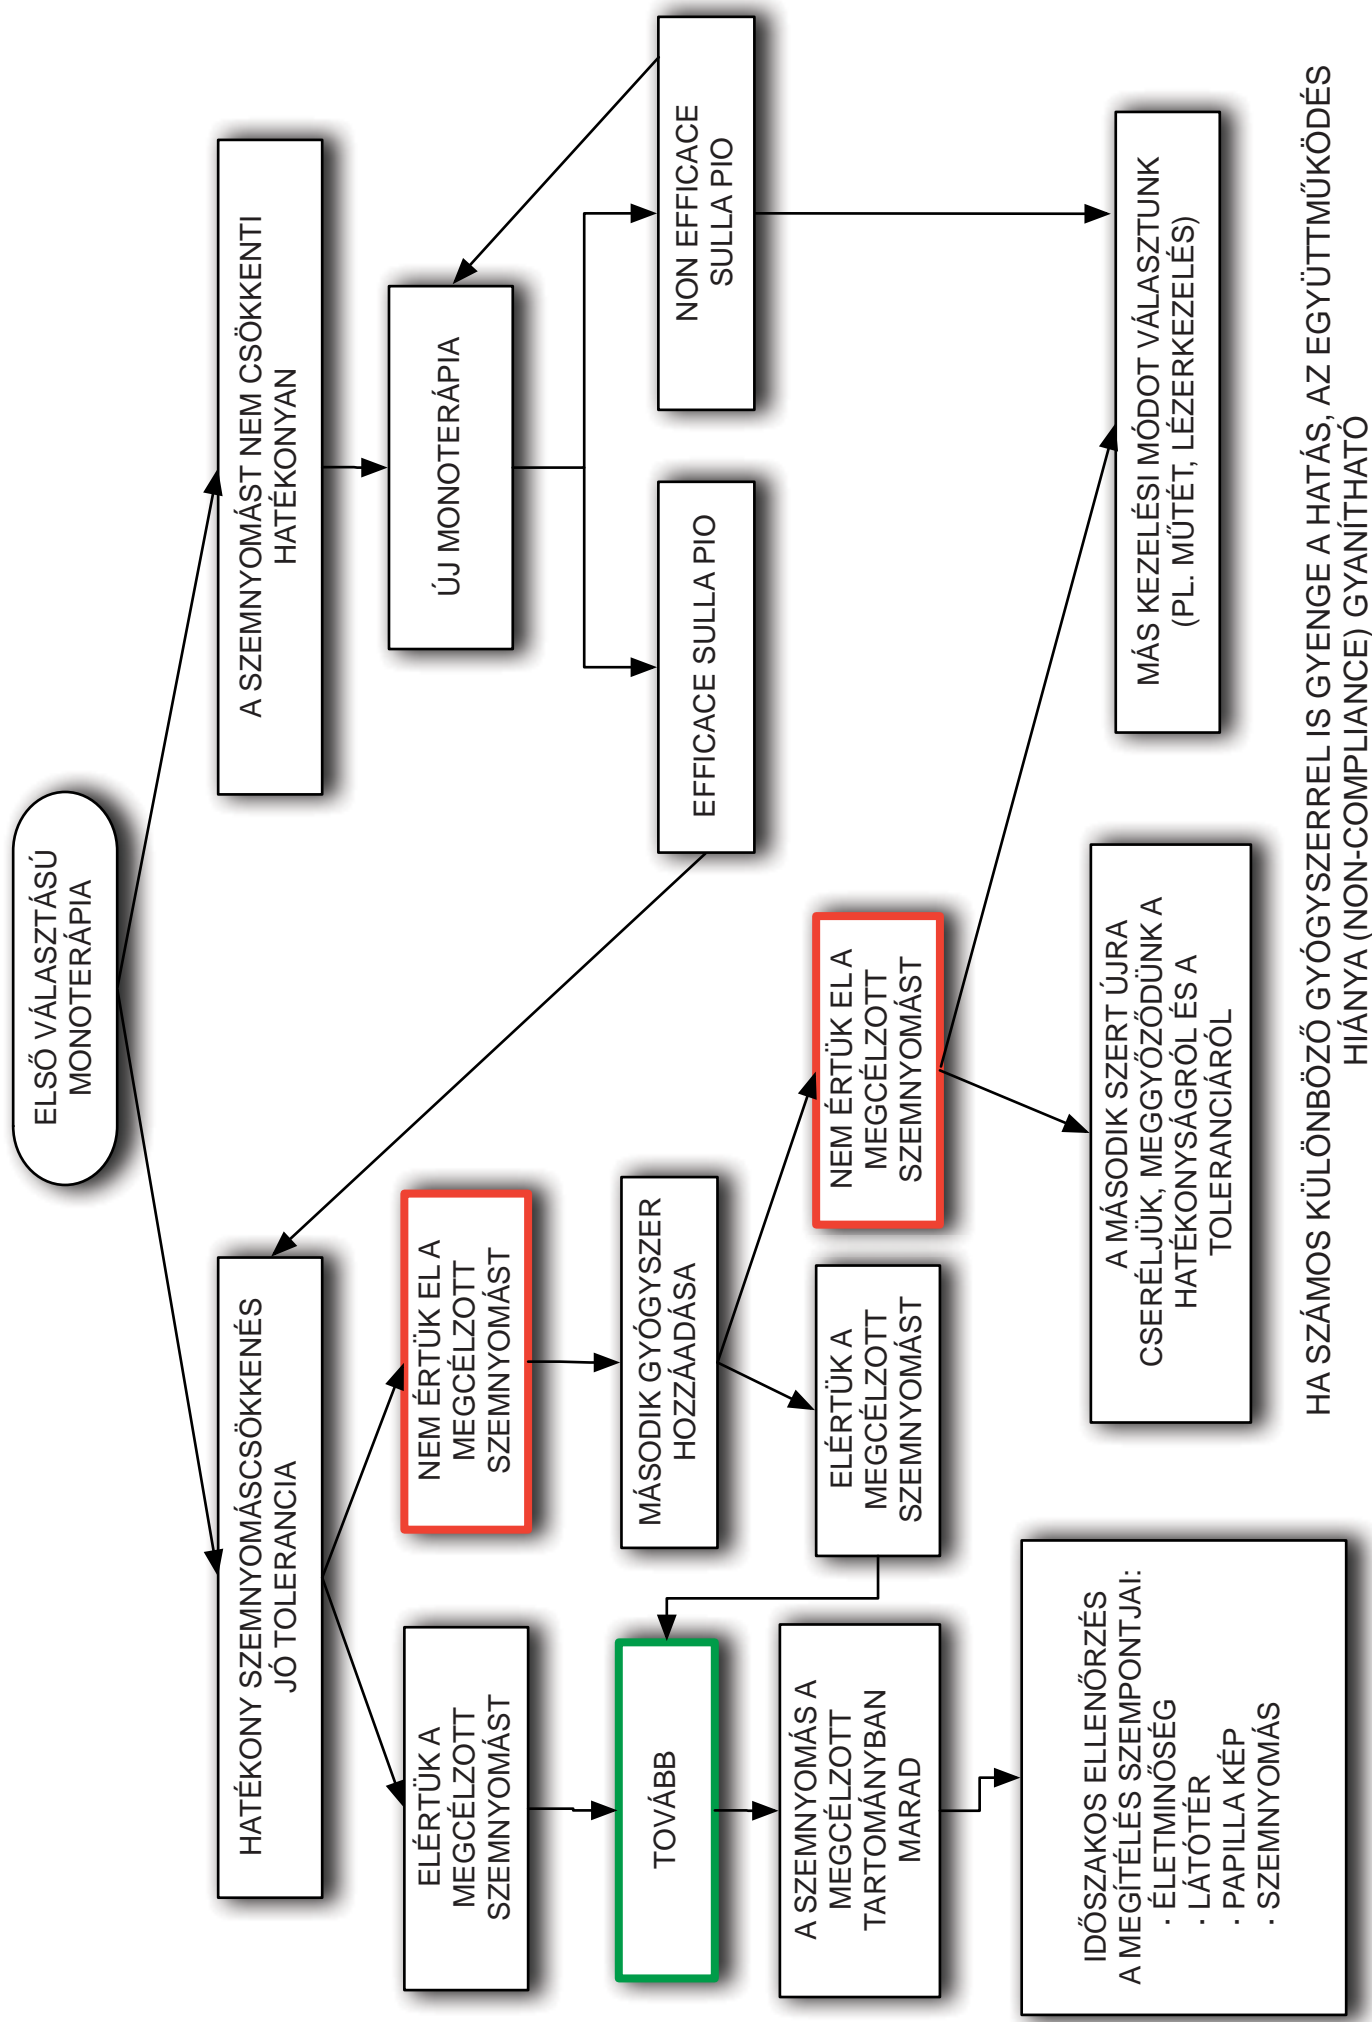 ELSŐ VÁLASZTÁSÚ
MONOTERÁPIA
HATÉKONY SZEMNYOMÁSCSÖKKENÉS
JÓ TOLERANCIA
A SZEMNYOMÁST NEM CSÖKKENTI
HATÉKONYAN
ELÉRTÜK A
MEGCÉLZOTT
SZEMNYOMÁST
NEM ÉRTÜK EL A
MEGCÉLZOTT
SZEMNYOMÁST
ÚJ MONOTERÁPIA
TOVÁBB
MÁSODIK GYÓGYSZER
HOZZÁADÁSA
EFFICACE SULLA PIO
NON EFFICACE
SULLA PIO
A SZEMNYOMÁS A
MEGCÉLZOTT
TARTOMÁNYBAN
MARAD
ELÉRTÜK A
MEGCÉLZOTT
SZEMNYOMÁST
NEM ÉRTÜK EL A
MEGCÉLZOTT
SZEMNYOMÁST
IDŐSZAKOS ELLENŐRZÉS
A MEGÍTÉLÉS SZEMPONTJAI:
· ÉLETMINŐSÉG
· LÁTÓTÉR
· PAPILLA KÉP
· SZEMNYOMÁS
A MÁSODIK SZERT ÚJRA
CSERÉLJÜK, MEGGYŐZŐDÜNK A
HATÉKONYSÁGRÓL ÉS A
TOLERANCIÁRÓL
MÁS KEZELÉSI MÓDOT VÁLASZTUNK
(PL. MŰTÉT, LÉZERKEZELÉS)
HA SZÁMOS KÜLÖNBÖZŐ GYÓGYSZERREL IS GYENGE A HATÁS, AZ EGYÜTTMŰKÖDÉS
HIÁNYA (NON-COMPLIANCE) GYANÍTHATÓ